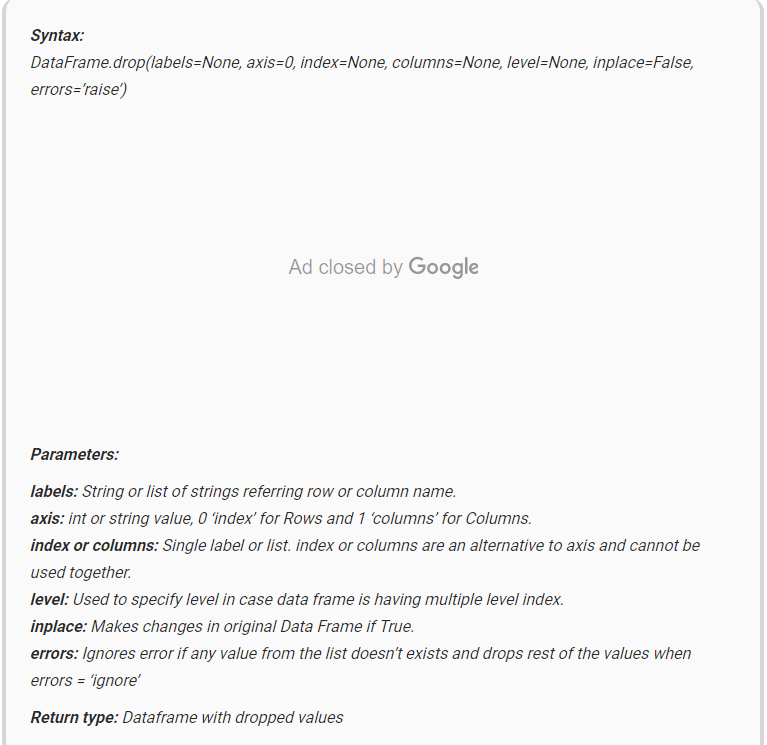 Syntax:
DataFrame.drop(labels=None, axis=0, index=None, columns=None, level=None, inplace=False,
errors=’raise’)
Ad closed by Google
Parameters:
labels: String or list of strings referring row or column name.
axis: int or string value, 0 ‘index’ for Rows and 1 ‘columns’ for Columns.
index or columns: Single label or list. index or columns are an alternative to axis and cannot be
used together.
level: Used to specify level in case data frame is having multiple level index.
inplace: Makes changes in original Data Frame if True.
errors: Ignores error if any value from the list doesn’t exists and drops rest of the values when
errors = ‘ignore’
Return type: Dataframe with dropped values